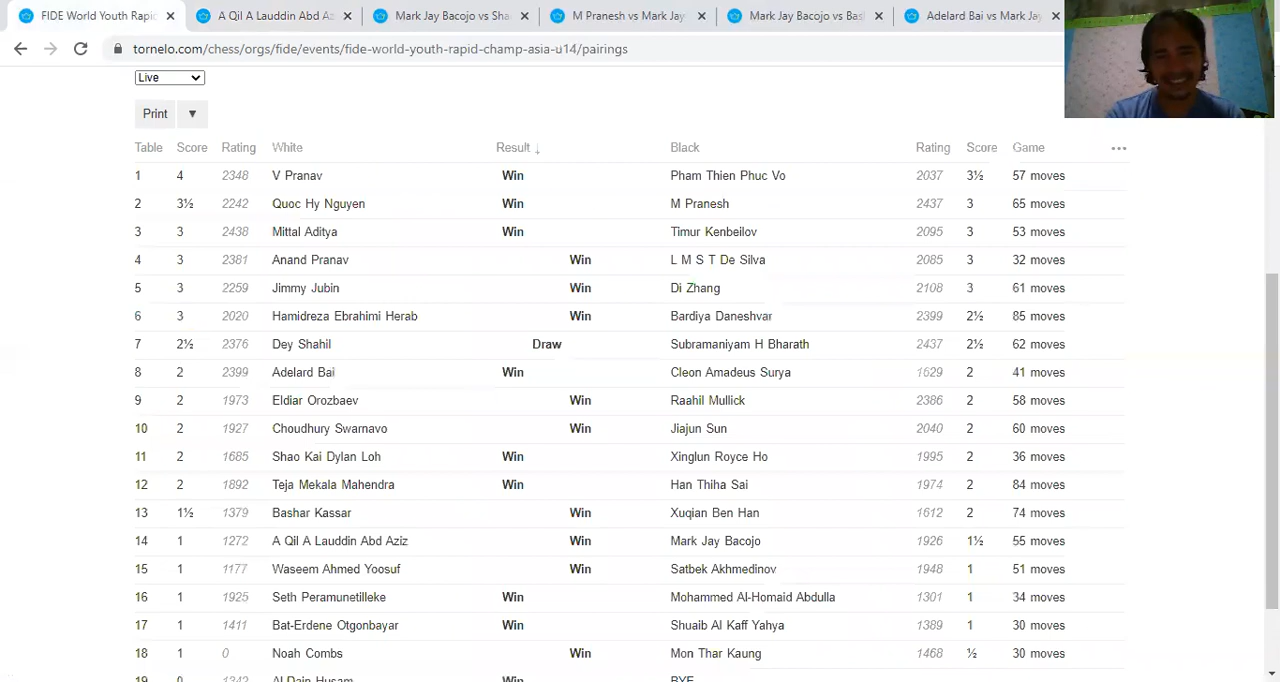 FIDE World Youth Rapid
A Qil A Lauddin Abd Az
Mark Jay Bacojo vs Sha
M Pranesh vs Mark Jay
Mark Jay Bacojo vs Bas
Adelard Bai vs Mark Jay
tornelo.com/chess/orgs/fide/events/fide-world-youth-rapid-champ-asia-u14/pairings
Live
Print ▼
Table Score Rating White Result ↓ Black Rating Score Game ...
1 4 2348 V Pranav Win Pham Thien Phuc Vo 2037 3½ 57 moves
2 3½ 2242 Quoc Hy Nguyen Win M Pranesh 2437 3 65 moves
3 3 2438 Mittal Aditya Win Timur Kenbeilov 2095 3 53 moves
4 3 2381 Anand Pranav Win L M S T De Silva 2085 3 32 moves
5 3 2259 Jimmy Jubin Win Di Zhang 2108 3 61 moves
6 3 2020 Hamidreza Ebrahimi Herab Win Bardiya Daneshvar 2399 2½ 85 moves
7 2½ 2376 Dey Shahil Draw Subramaniyam H Bharath 2437 2½ 62 moves
8 2 2399 Adelard Bai Win Cleon Amadeus Surya 1629 2 41 moves
9 2 1973 Eldiar Orozbaev Win Raahil Mullick 2386 2 58 moves
10 2 1927 Choudhury Swarnavo Win Jiajun Sun 2040 2 60 moves
11 2 1685 Shao Kai Dylan Loh Win Xinglun Royce Ho 1995 2 36 moves
12 2 1892 Teja Mekala Mahendra Win Han Thiha Sai 1974 2 84 moves
13 1½ 1379 Bashar Kassar Win Xuqian Ben Han 1612 2 74 moves
14 1 1272 A Qil A Lauddin Abd Aziz Win Mark Jay Bacojo 1926 1½ 55 moves
15 1 1177 Waseem Ahmed Yoosuf Win Satbek Akhmedinov 1948 1 51 moves
16 1 1925 Seth Peramunetilleke Win Mohammed Al-Homaid Abdulla 1301 1 34 moves
17 1 1411 Bat-Erdene Otgonbayar Win Shuaib Al Kaff Yahya 1389 1 30 moves
18 1 0 Noah Combs Win Mon Thar Kaung 1468 ½ 30 moves
19 0 1342 Al Dain Husam Win BYE